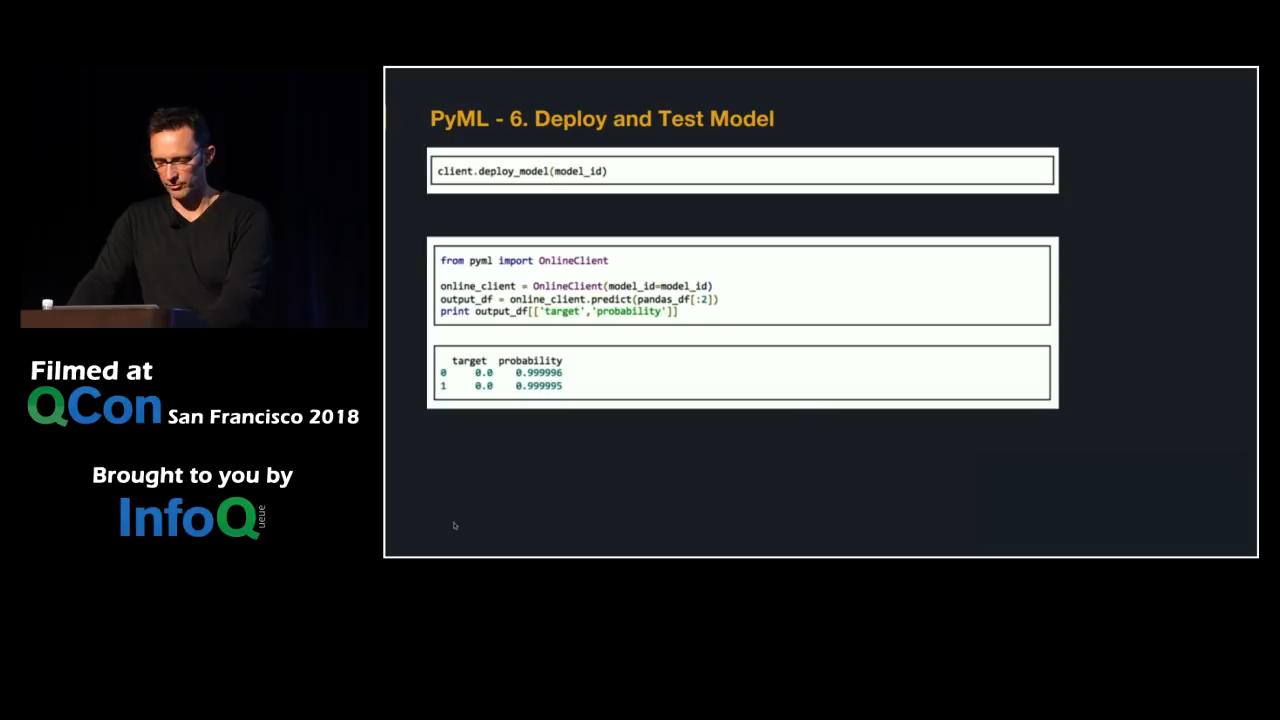 PyML - 6. Deploy and Test Model
client.deploy_model(model_id)
from pyml import OnlineClient
online_client = OnlineClient(model_id=model_id)
output_df = online_client.predict(pandas_df[:2])
print output_df[['target','probability']]
target probability
0 0.0 0.999996
1 0.0 0.999995
Filmed at
QCon San Francisco 2018
Brought to you by
InfoQueue